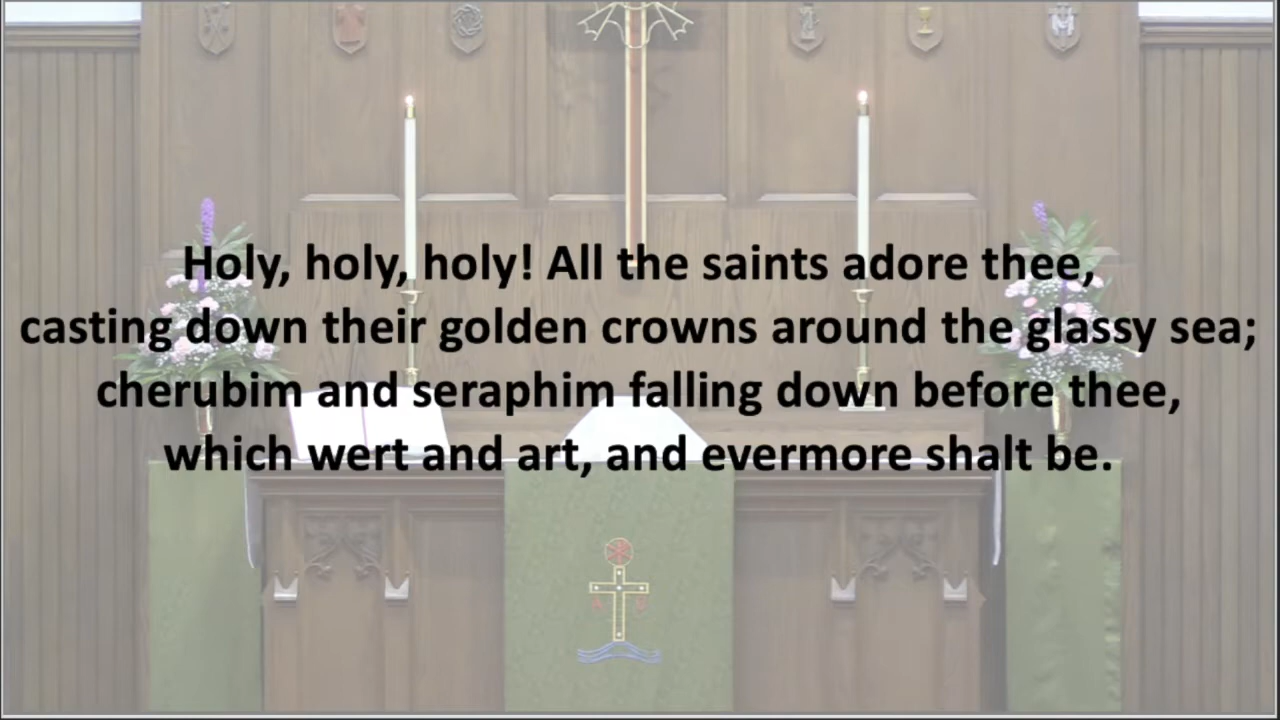 Holy, holy, holy! All the saints adore thee,
casting down their golden crowns around the glassy sea;
cherubim and seraphim falling down before thee,
which wert and art, and evermore shalt be.